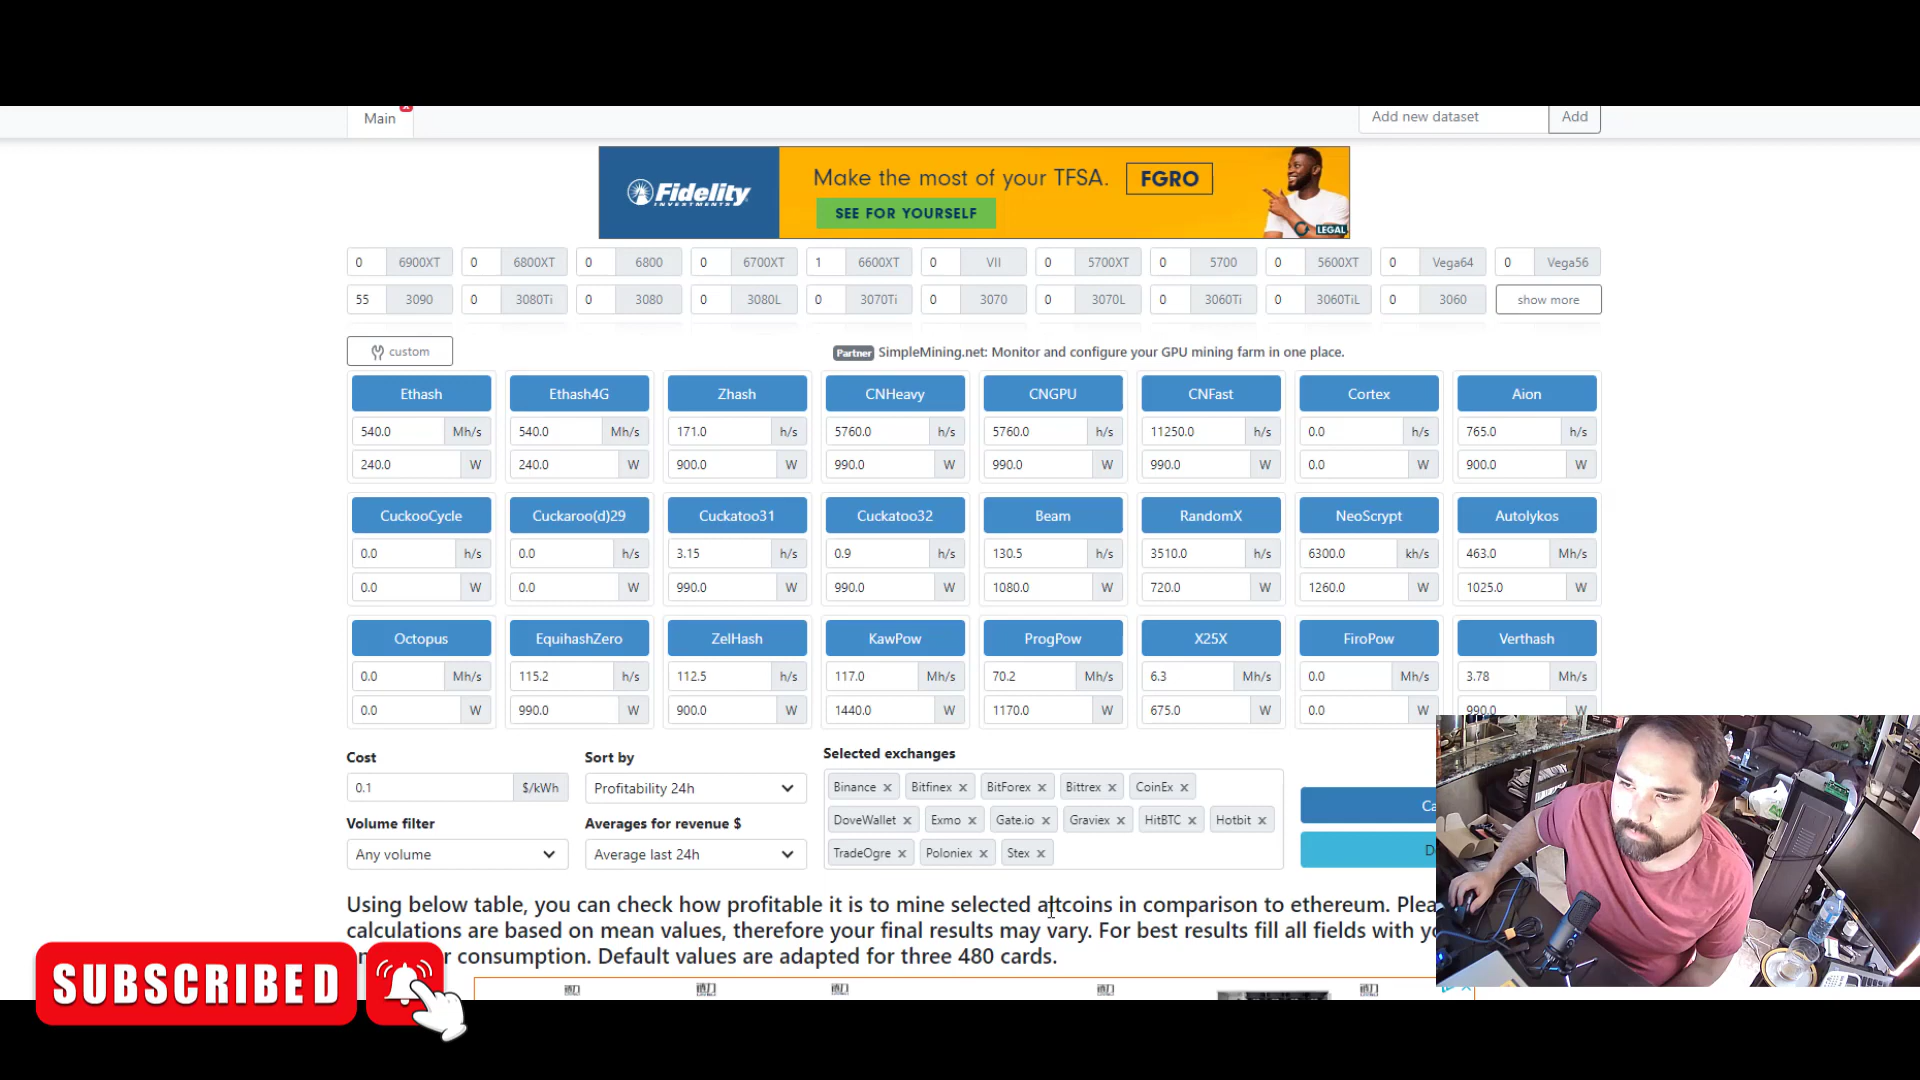 Main
Add new dataset Add
Fidelity INVESTMENTS
Make the most of your TFSA. FGRO
SEE FOR YOURSELF
LEGAL
0 6900XT 0 6800XT 0 6800 0 6700XT 1 6600XT 0 VII 0 5700XT 0 5700 0 5600XT 0 Vega64 0 Vega56
55 3090 0 3080Ti 0 3080 0 3080L 0 3070Ti 0 3070 0 3070L 0 3060Ti 0 3060TiL 0 3060 show more
custom
Partner SimpleMining.net: Monitor and configure your GPU mining farm in one place.
Ethash Ethash4G Zhash CNHeavy CNGPU CNFast Cortex Aion
540.0 Mh/s 540.0 Mh/s 171.0 h/s 5760.0 h/s 5760.0 h/s 11250.0 h/s 0.0 h/s 765.0 h/s
240.0 W 240.0 W 900.0 W 990.0 W 990.0 W 990.0 W 0.0 W 900.0 W
CuckooCycle Cuckaroo(d)29 Cuckatoo31 Cuckatoo32 Beam RandomX NeoScrypt Autolykos
0.0 h/s 0.0 h/s 3.15 h/s 0.9 h/s 130.5 h/s 3510.0 h/s 6300.0 kh/s 463.0 Mh/s
0.0 W 0.0 W 990.0 W 990.0 W 1080.0 W 720.0 W 1260.0 W 1025.0 W
Octopus EquihashZero ZelHash KawPow ProgPow X25X FiroPow Verthash
0.0 Mh/s 115.2 h/s 112.5 h/s 117.0 Mh/s 70.2 Mh/s 6.3 Mh/s 0.0 Mh/s 3.78 Mh/s
0.0 W 990.0 W 900.0 W 1440.0 W 1170.0 W 675.0 W 0.0 W 990.0 W
Cost Sort by Selected exchanges
0.1 $/kWh Profitability 24h Binance Bitfinex BitForex Bittrex CoinEx
Volume filter Averages for revenue $ DoveWallet Exmo Gate.io Graviex HitBTC Hotbit
Any volume Average last 24h TradeOgre Poloniex Stex
Ca
D
Using below table, you can check how profitable it is to mine selected altcoins in comparison to ethereum. Plea
calculations are based on mean values, therefore your final results may vary. For best results fill all fields with yo
r consumption. Default values are adapted for three 480 cards.
SUBSCRIBED